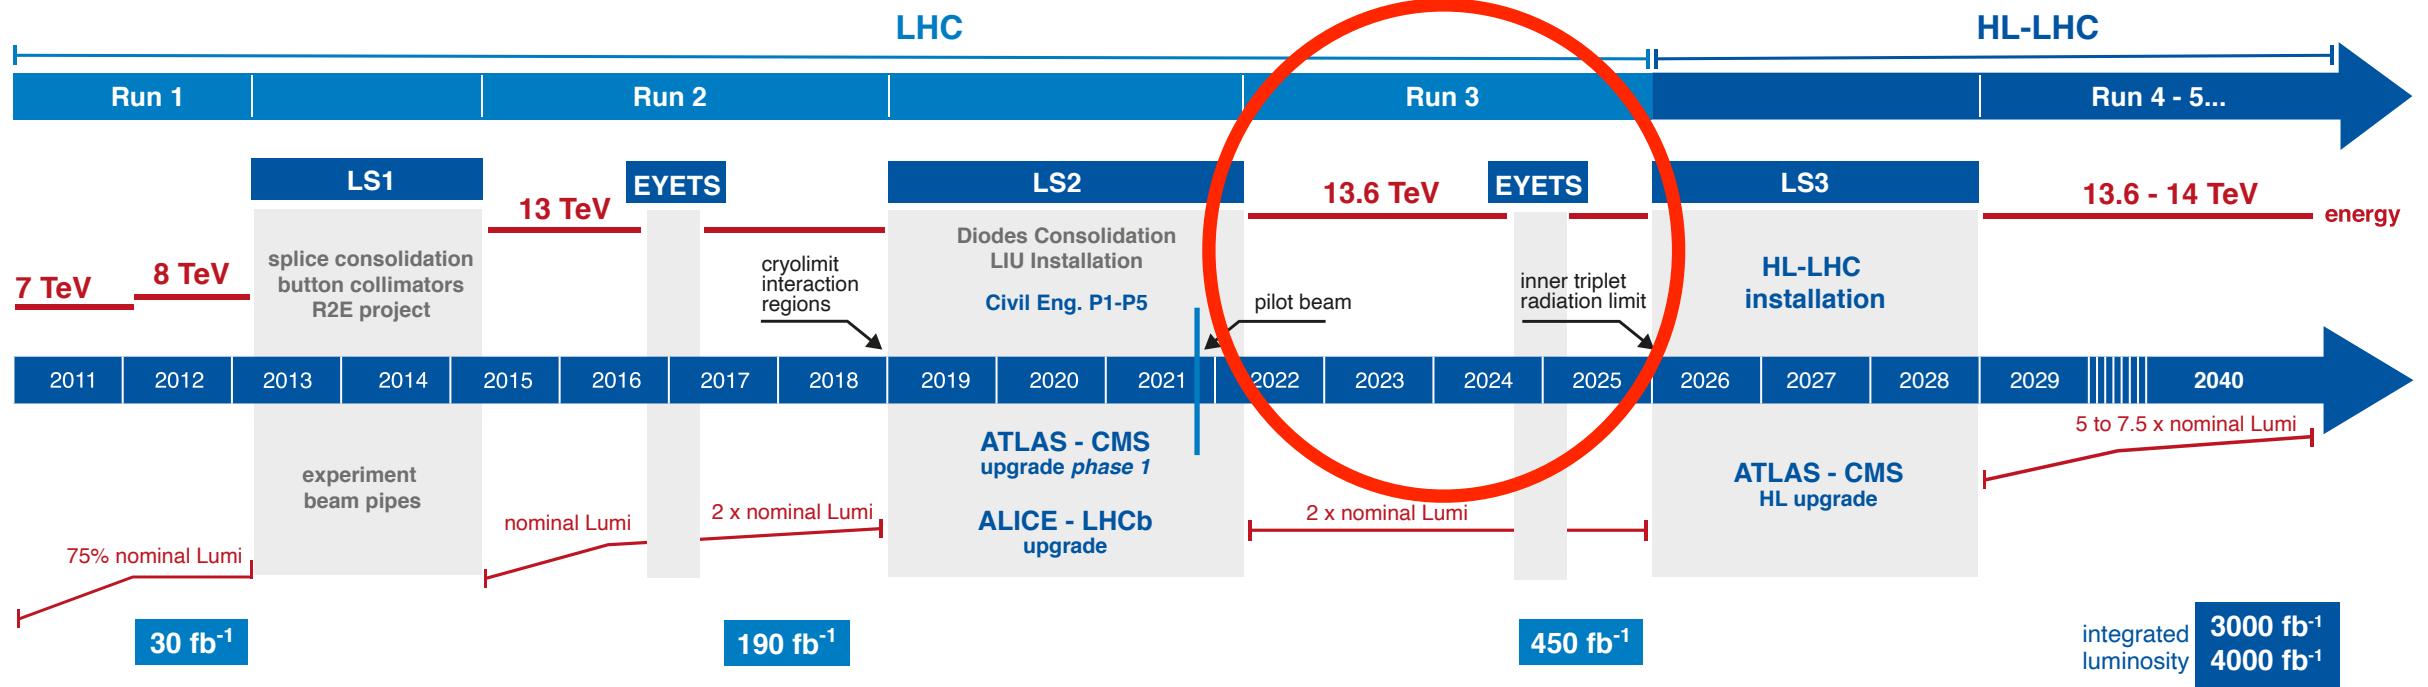 LHC
HL-LHC
Run 1
Run 2
Run 3
Run 4 - 5...
LS1
EYETS
LS2
EYETS
LS3
13 TeV
13.6 TeV
13.6 - 14 TeV
energy
7 TeV
8 TeV
splice consolidation
button collimators
R2E project
cryolimit
interaction
regions
Diodes Consolidation
LIU Installation
Civil Eng. P1-P5
pilot beam
inner triplet
radiation limit
HL-LHC
installation
2011
2012
2013
2014
2015
2016
2017
2018
2019
2020
2021
2022
2023
2024
2025
2026
2027
2028
2029
2040
experiment
beam pipes
ATLAS - CMS
upgrade phase 1
ALICE - LHCb
upgrade
ATLAS - CMS
HL upgrade
75% nominal Lumi
nominal Lumi
2 x nominal Lumi
2 x nominal Lumi
5 to 7.5 x nominal Lumi
30 fb⁻¹
190 fb⁻¹
450 fb⁻¹
integrated
luminosity
3000 fb⁻¹
4000 fb⁻¹